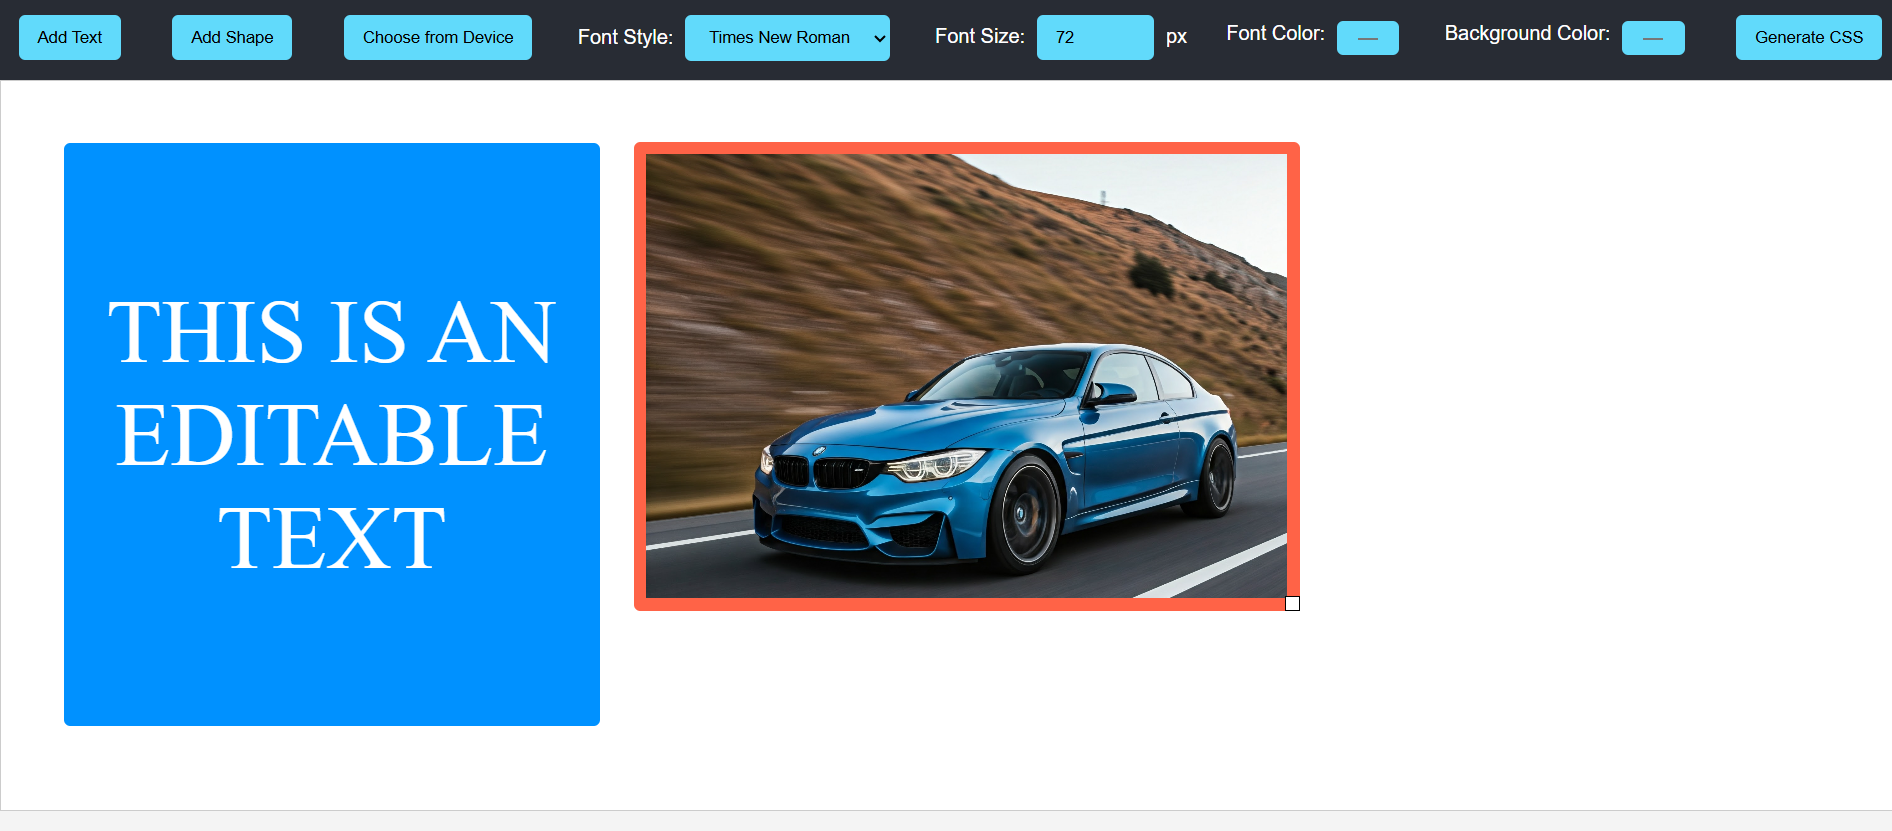 Add Text
Add Shape
Choose from Device
Font Style: Times New Roman
Font Size: 72 px
Font Color:
Background Color:
Generate CSS
THIS IS AN
EDITABLE
TEXT